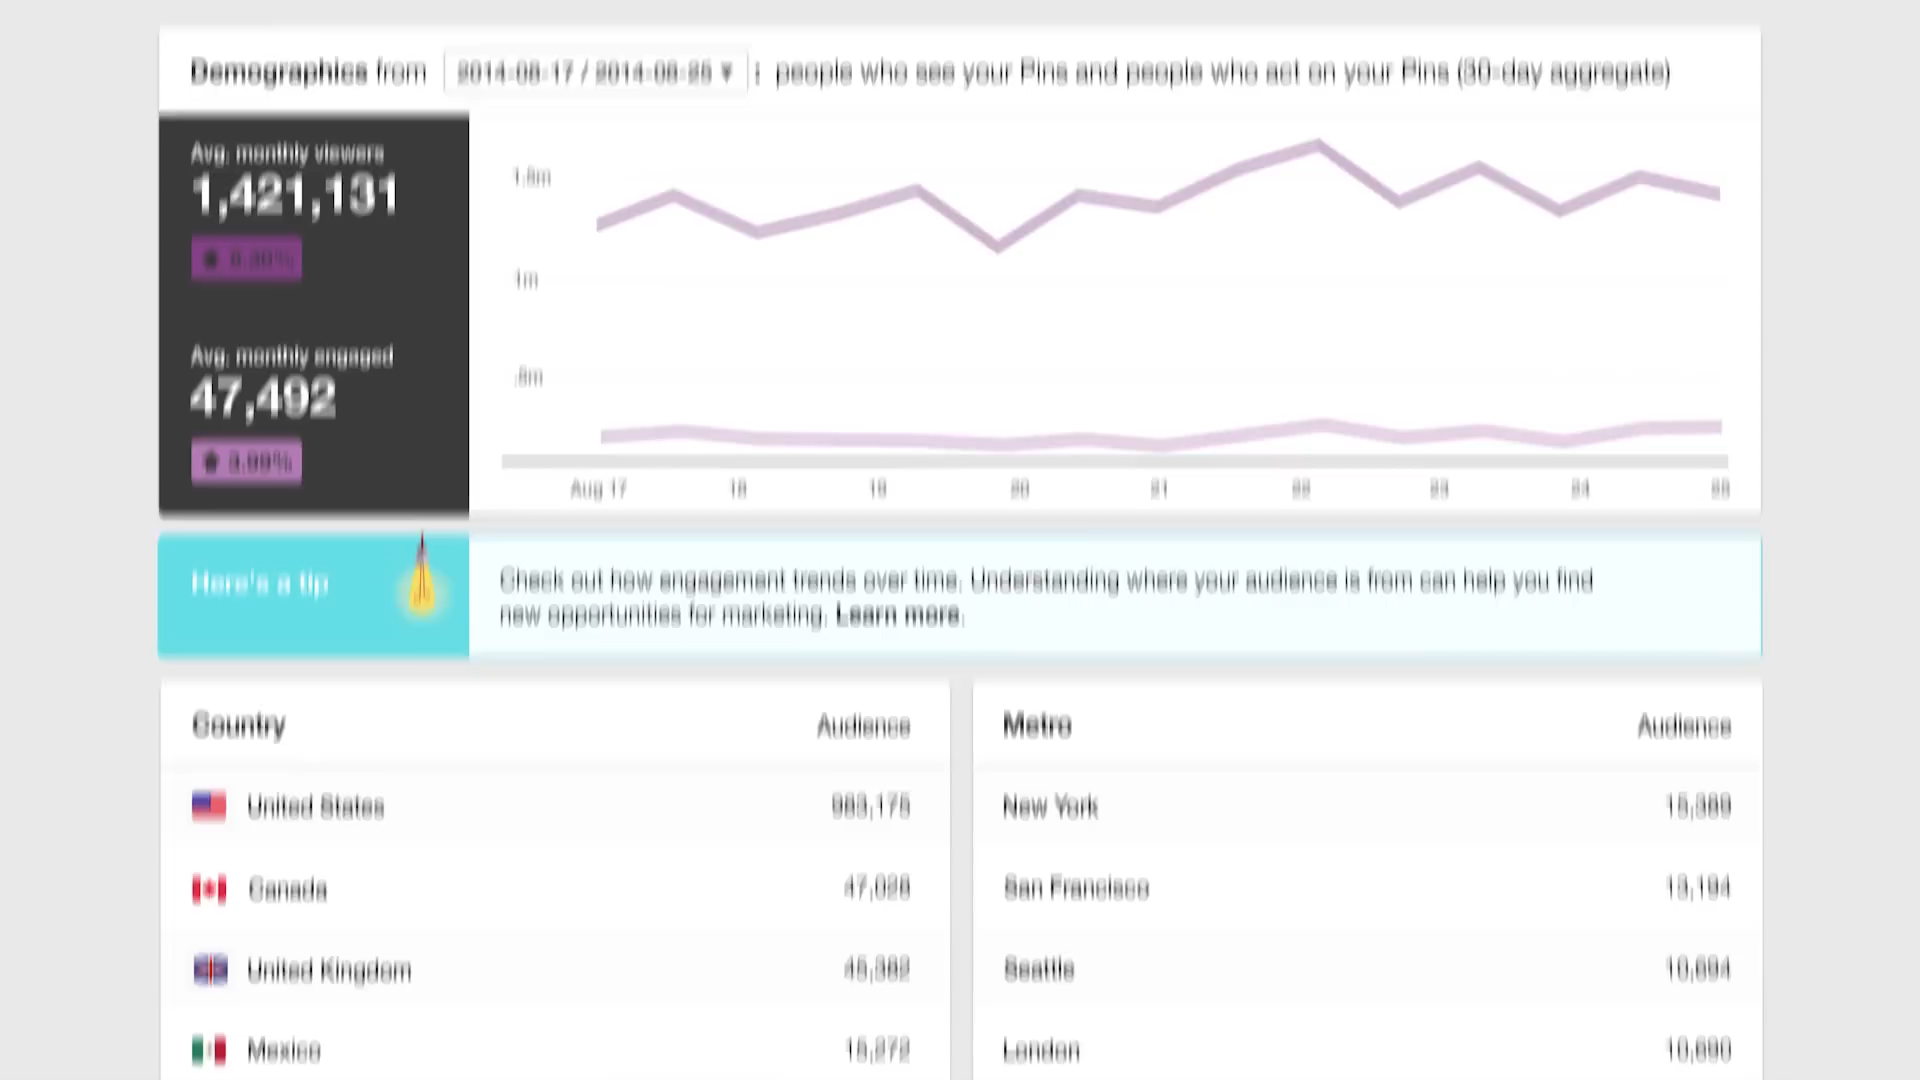 Demographics from 2014-08-17 / 2014-08-25 ▾ : people who see your Pins and people who act on your Pins (30-day aggregate)
Avg. monthly viewers
1,421,131
Avg. monthly engaged
47,492
1.5m
1m
.5m
Aug 17 18 19 20 21 22 23 24 25
Here's a tip
Check out how engagement trends over time. Understanding where your audience is from can help you find
new opportunities for marketing. Learn more.
Country Audience
United States
Canada
United Kingdom
Mexico
Metro Audience
New York
San Francisco
Seattle
London